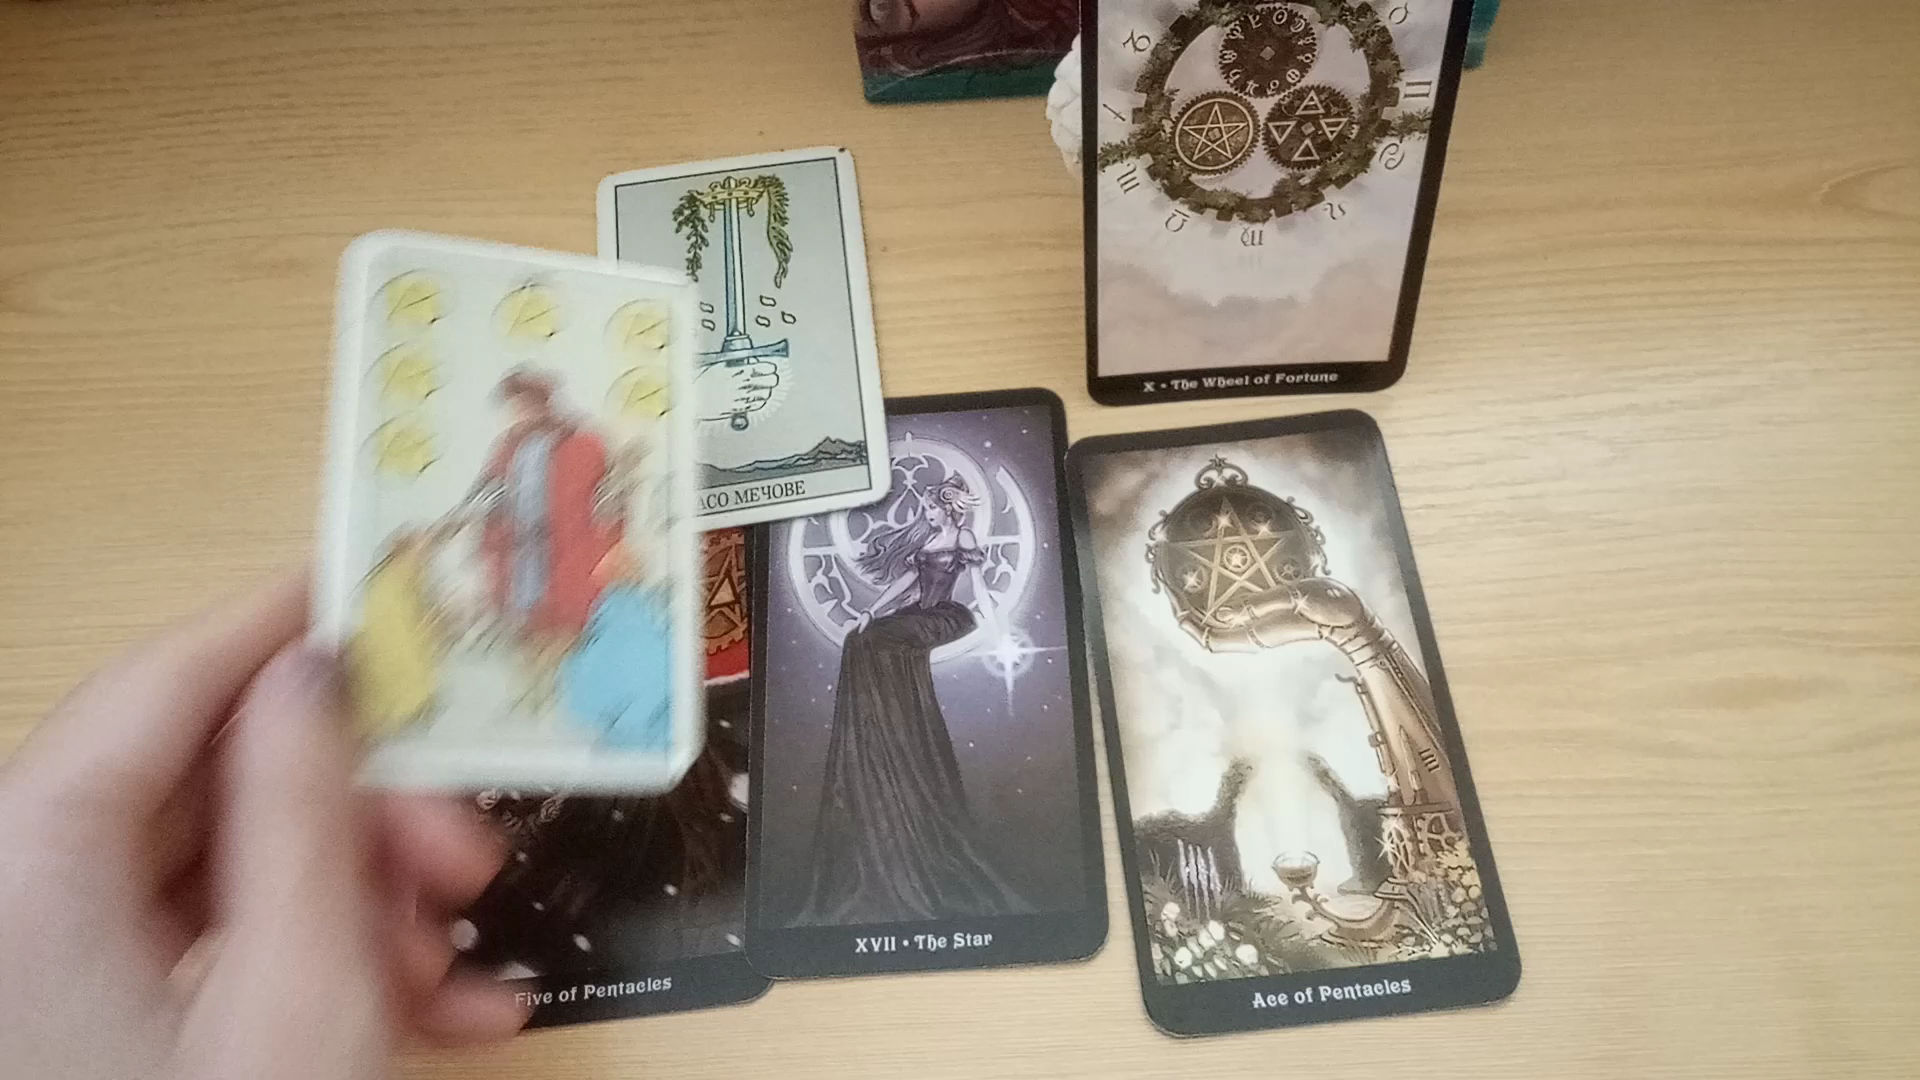 X • The Wheel of Fortune
АСО МЕЧОВЕ
XVII • The Star
Five of Pentacles
Ace of Pentacles